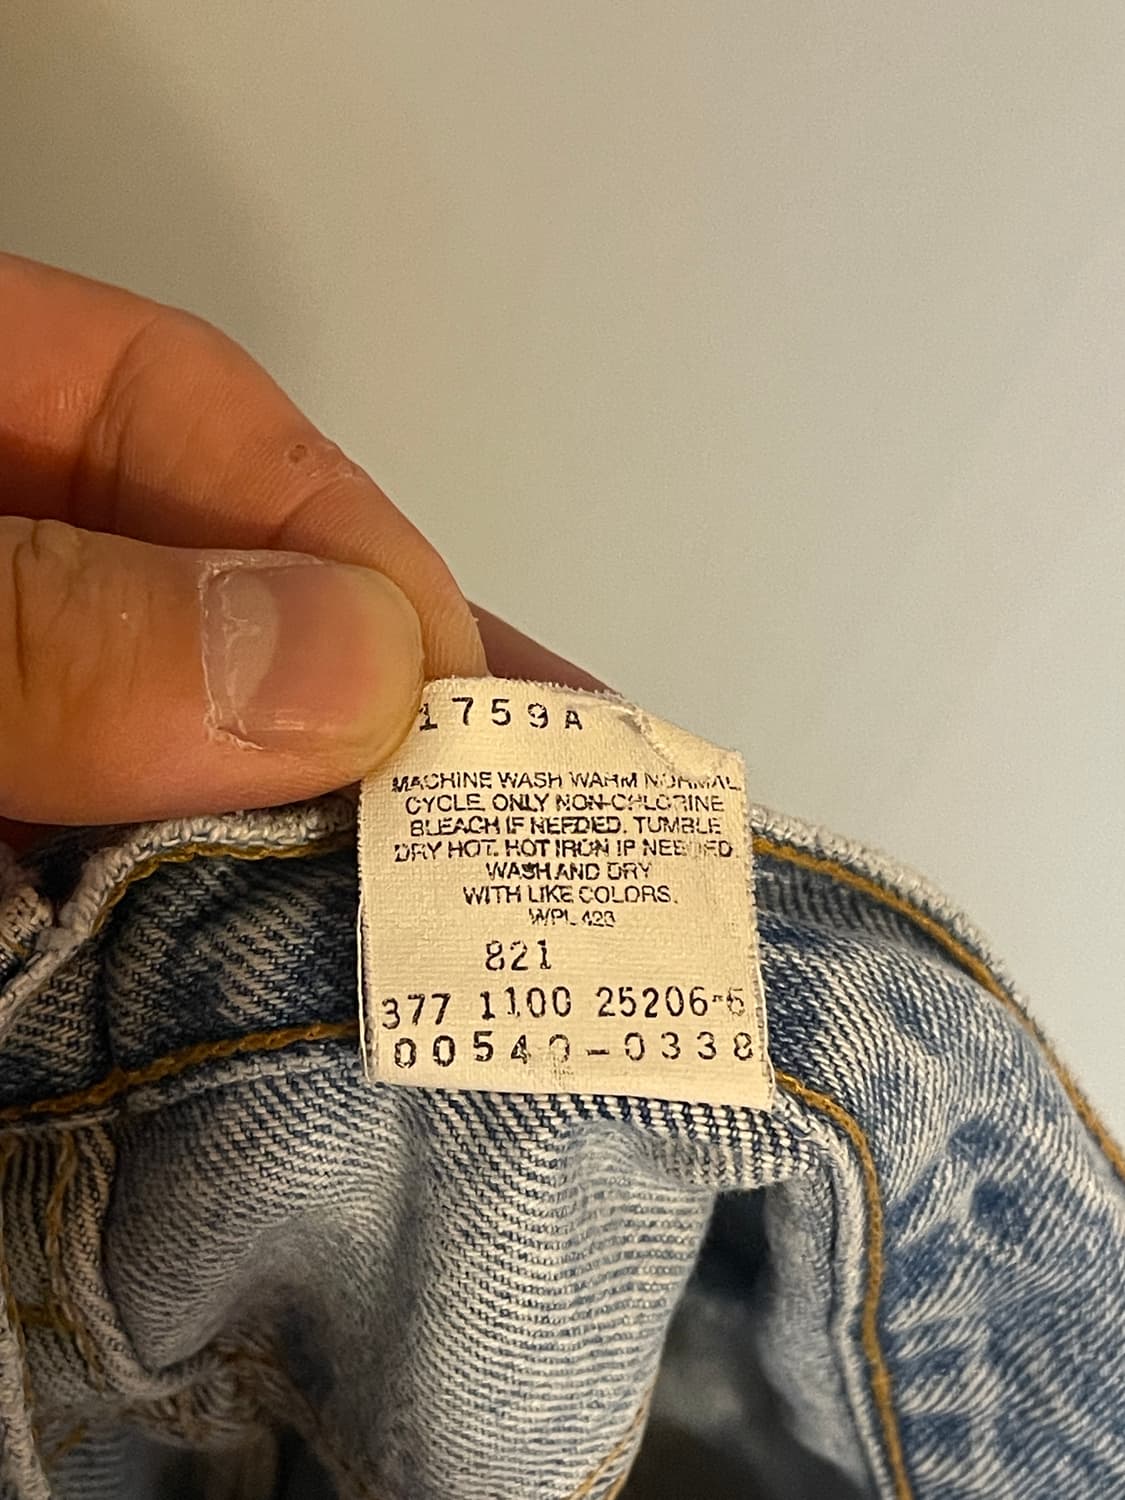 1759A
MACHINE WASH WARM NORMAL
CYCLE. ONLY NON-CHLORINE
BLEACH IF NEEDED. TUMBLE
DRY HOT. HOT IRON IF NEEDED.
WASH AND DRY
WITH LIKE COLORS.
WPL 423
821
377 1100 25206-6
00540-0338